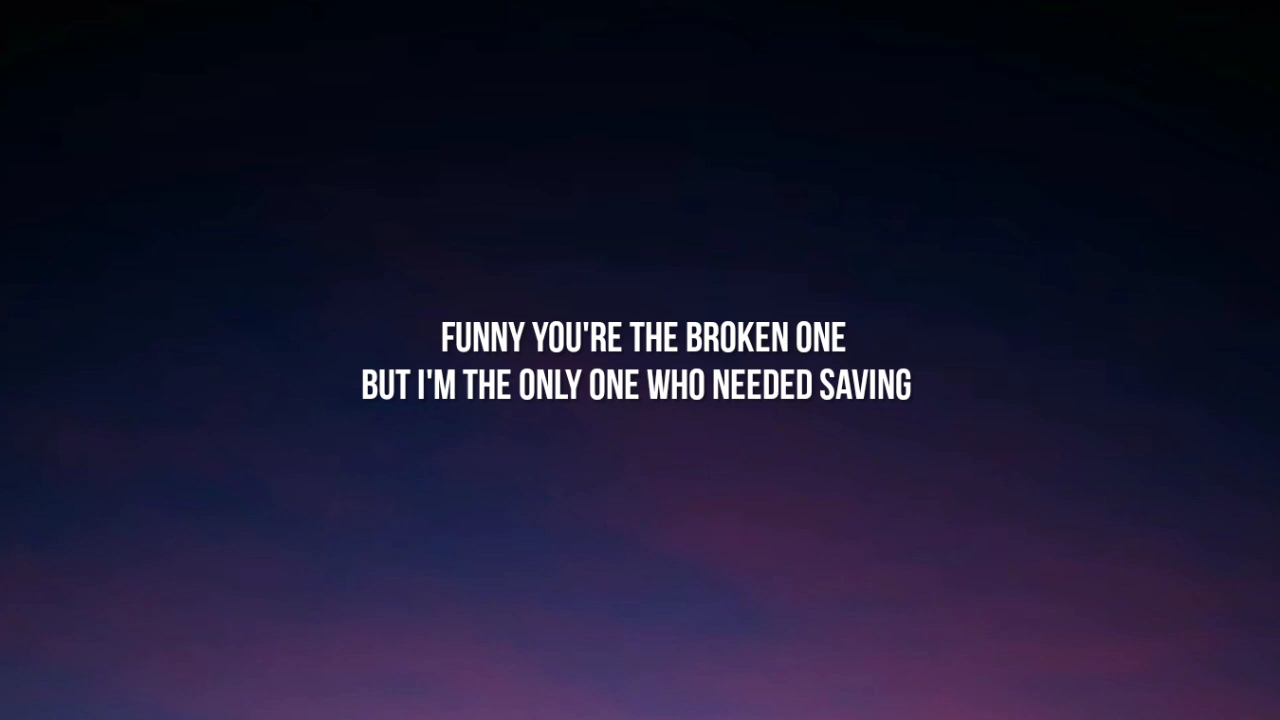 FUNNY YOU'RE THE BROKEN ONE
BUT I'M THE ONLY ONE WHO NEEDED SAVING